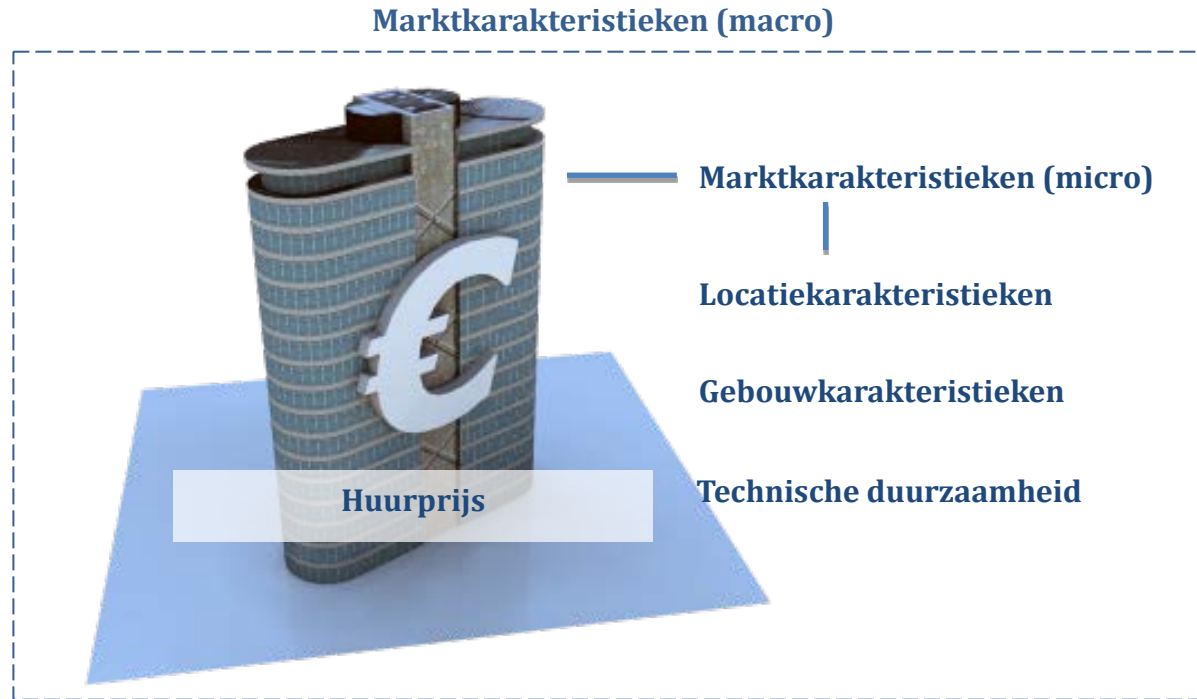 Marktkarakteristieken (macro)
Marktkarakteristieken (micro)
Locatiekarakteristieken
Gebouwkarakteristieken
Technische duurzaamheid
Huurprijs
€